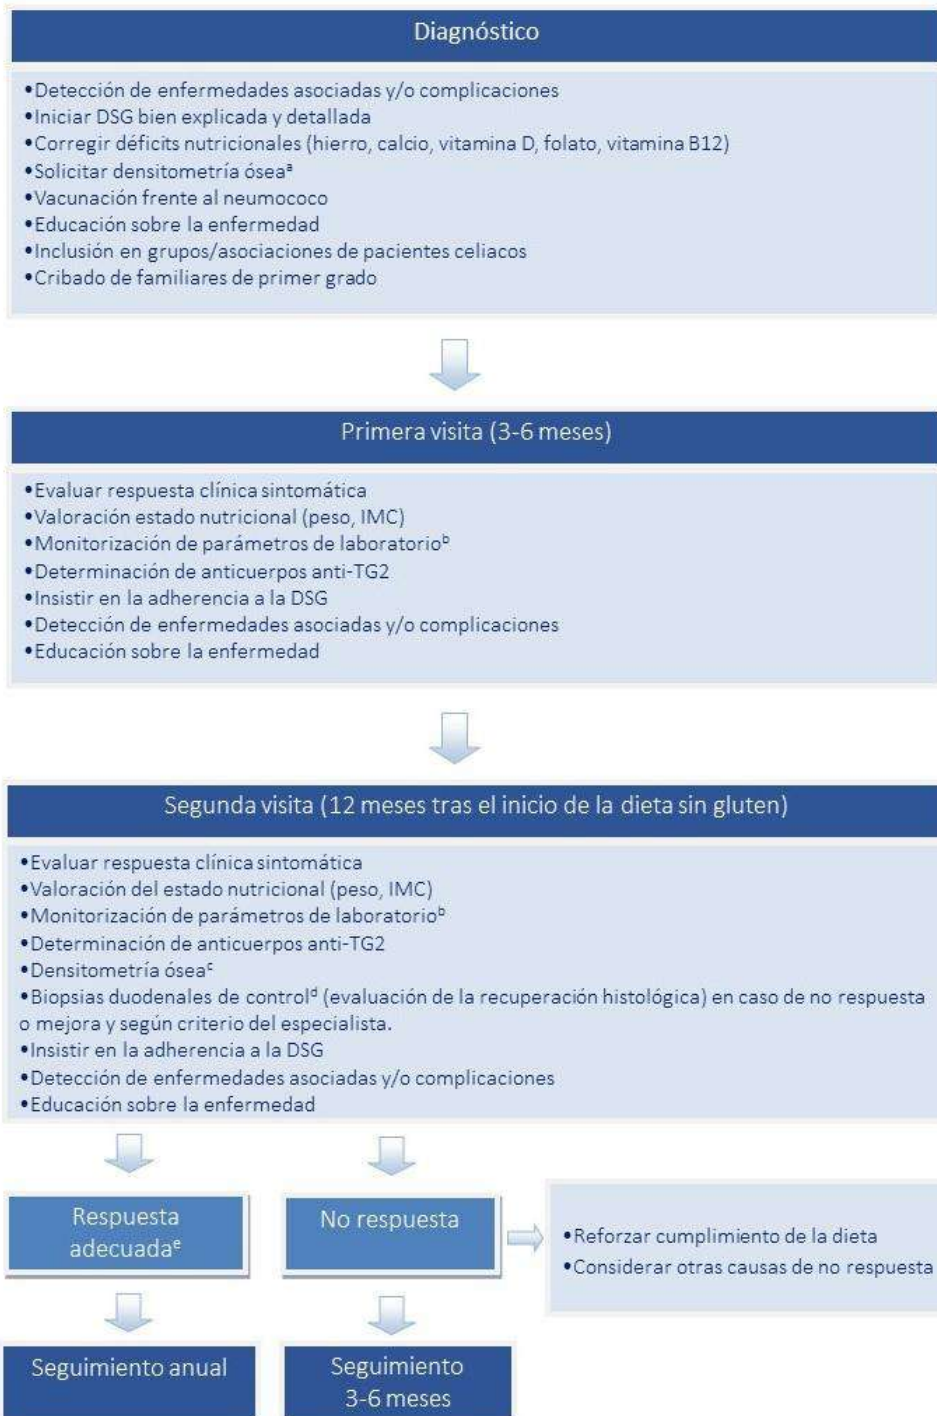 Diagnóstico
•Detección de enfermedades asociadas y/o complicaciones
•Iniciar DSG bien explicada y detallada
•Corregir déficits nutricionales (hierro, calcio, vitamina D, folato, vitamina B12)
•Solicitar densitometría óseaᵃ
•Vacunación frente al neumococo
•Educación sobre la enfermedad
•Inclusión en grupos/asociaciones de pacientes celiacos
•Cribado de familiares de primer grado
Primera visita (3-6 meses)
•Evaluar respuesta clínica sintomática
•Valoración estado nutricional (peso, IMC)
•Monitorización de parámetros de laboratorioᵇ
•Determinación de anticuerpos anti-TG2
•Insistir en la adherencia a la DSG
•Detección de enfermedades asociadas y/o complicaciones
•Educación sobre la enfermedad
Segunda visita (12 meses tras el inicio de la dieta sin gluten)
•Evaluar respuesta clínica sintomática
•Valoración del estado nutricional (peso, IMC)
•Monitorización de parámetros de laboratorioᵇ
•Determinación de anticuerpos anti-TG2
•Densitometría óseaᶜ
•Biopsias duodenales de controlᵈ (evaluación de la recuperación histológica) en caso de no respuesta
o mejora y según criterio del especialista.
•Insistir en la adherencia a la DSG
•Detección de enfermedades asociadas y/o complicaciones
•Educación sobre la enfermedad
Respuesta
adecuadaᵉ
No respuesta
•Reforzar cumplimiento de la dieta
•Considerar otras causas de no respuesta
Seguimiento anual
Seguimiento
3-6 meses